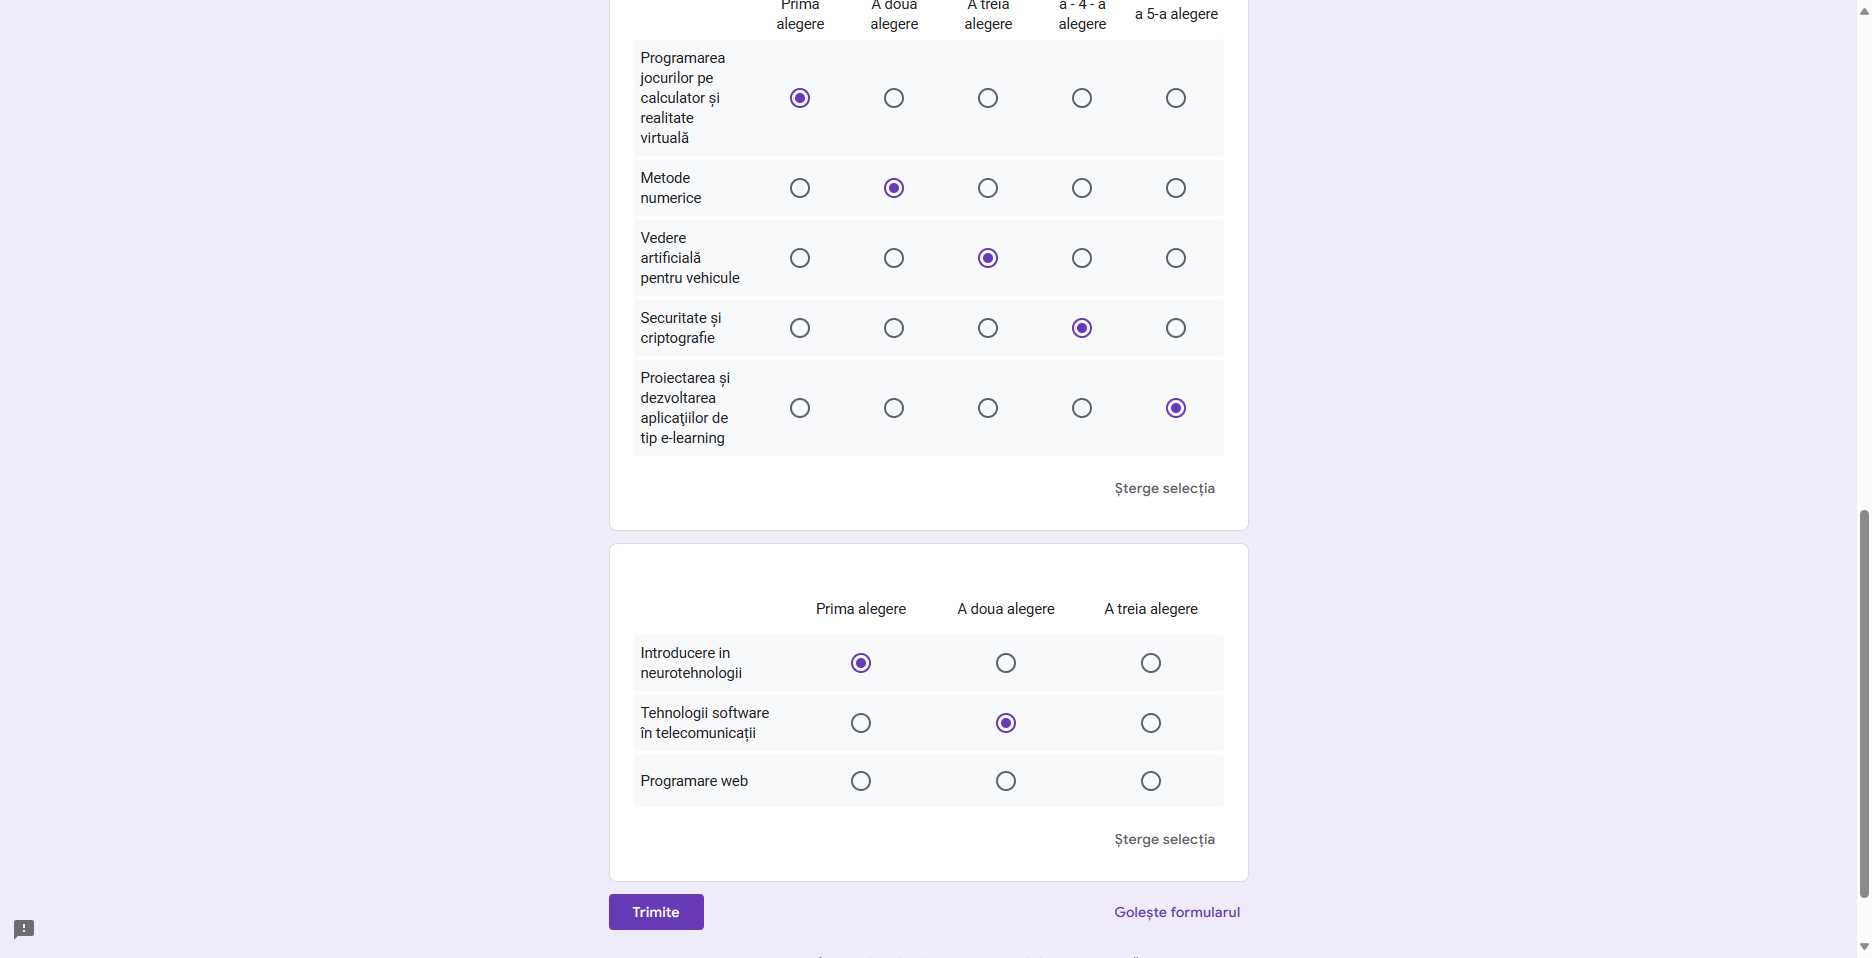 Prima A doua A treia a - 4 - a a 5-a alegere
alegere alegere alegere alegere
Programarea
jocurilor pe
calculator și
realitate
virtuală
Metode
numerice
Vedere
artificială
pentru vehicule
Securitate și
criptografie
Proiectarea și
dezvoltarea
aplicaţiilor de
tip e-learning
Șterge selecția
Prima alegere A doua alegere A treia alegere
Introducere in
neurotehnologii
Tehnologii software
în telecomunicații
Programare web
Șterge selecția
Trimite Golește formularul